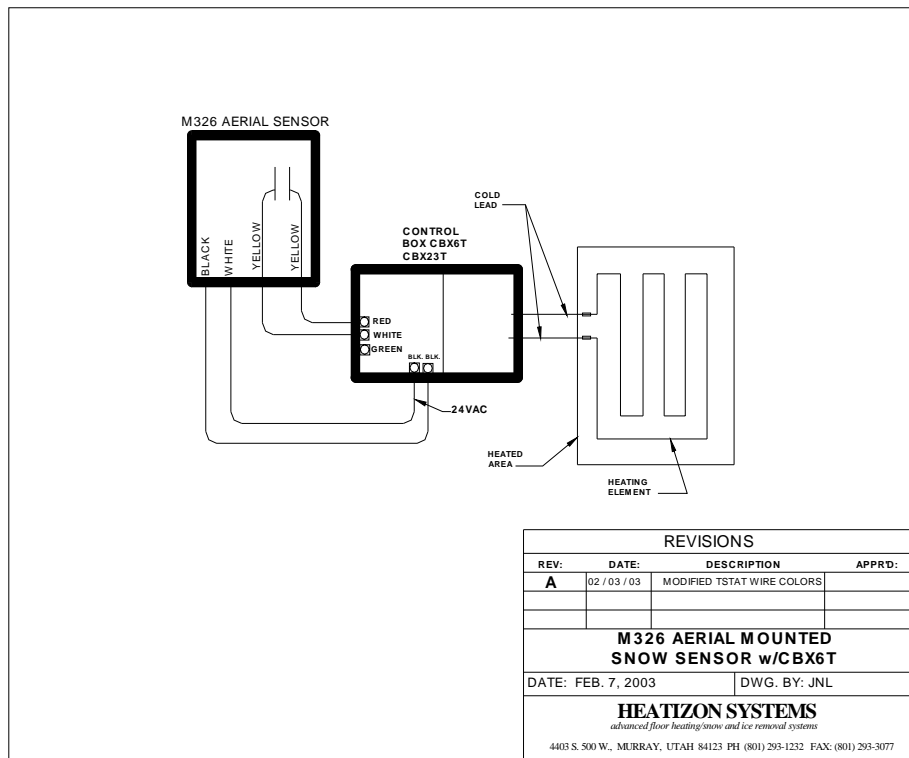 M326 AERIAL SENSOR
BLACK
WHITE
YELLOW
YELLOW
CONTROL
BOX CBX6T
CBX23T
RED
WHITE
GREEN
BLK. BLK.
24VAC
COLD
LEAD
HEATED
AREA
HEATING
ELEMENT
REVISIONS
REV: DATE: DESCRIPTION APPR'D:
A 02 / 03 / 03 MODIFIED TSTAT WIRE COLORS
M326 AERIAL MOUNTED
SNOW SENSOR w/CBX6T
DATE: FEB. 7, 2003 DWG. BY: JNL
HEATIZON SYSTEMS
advanced floor heating/snow and ice removal systems
4403 S. 500 W., MURRAY, UTAH 84123 PH (801) 293-1232 FAX: (801) 293-3077